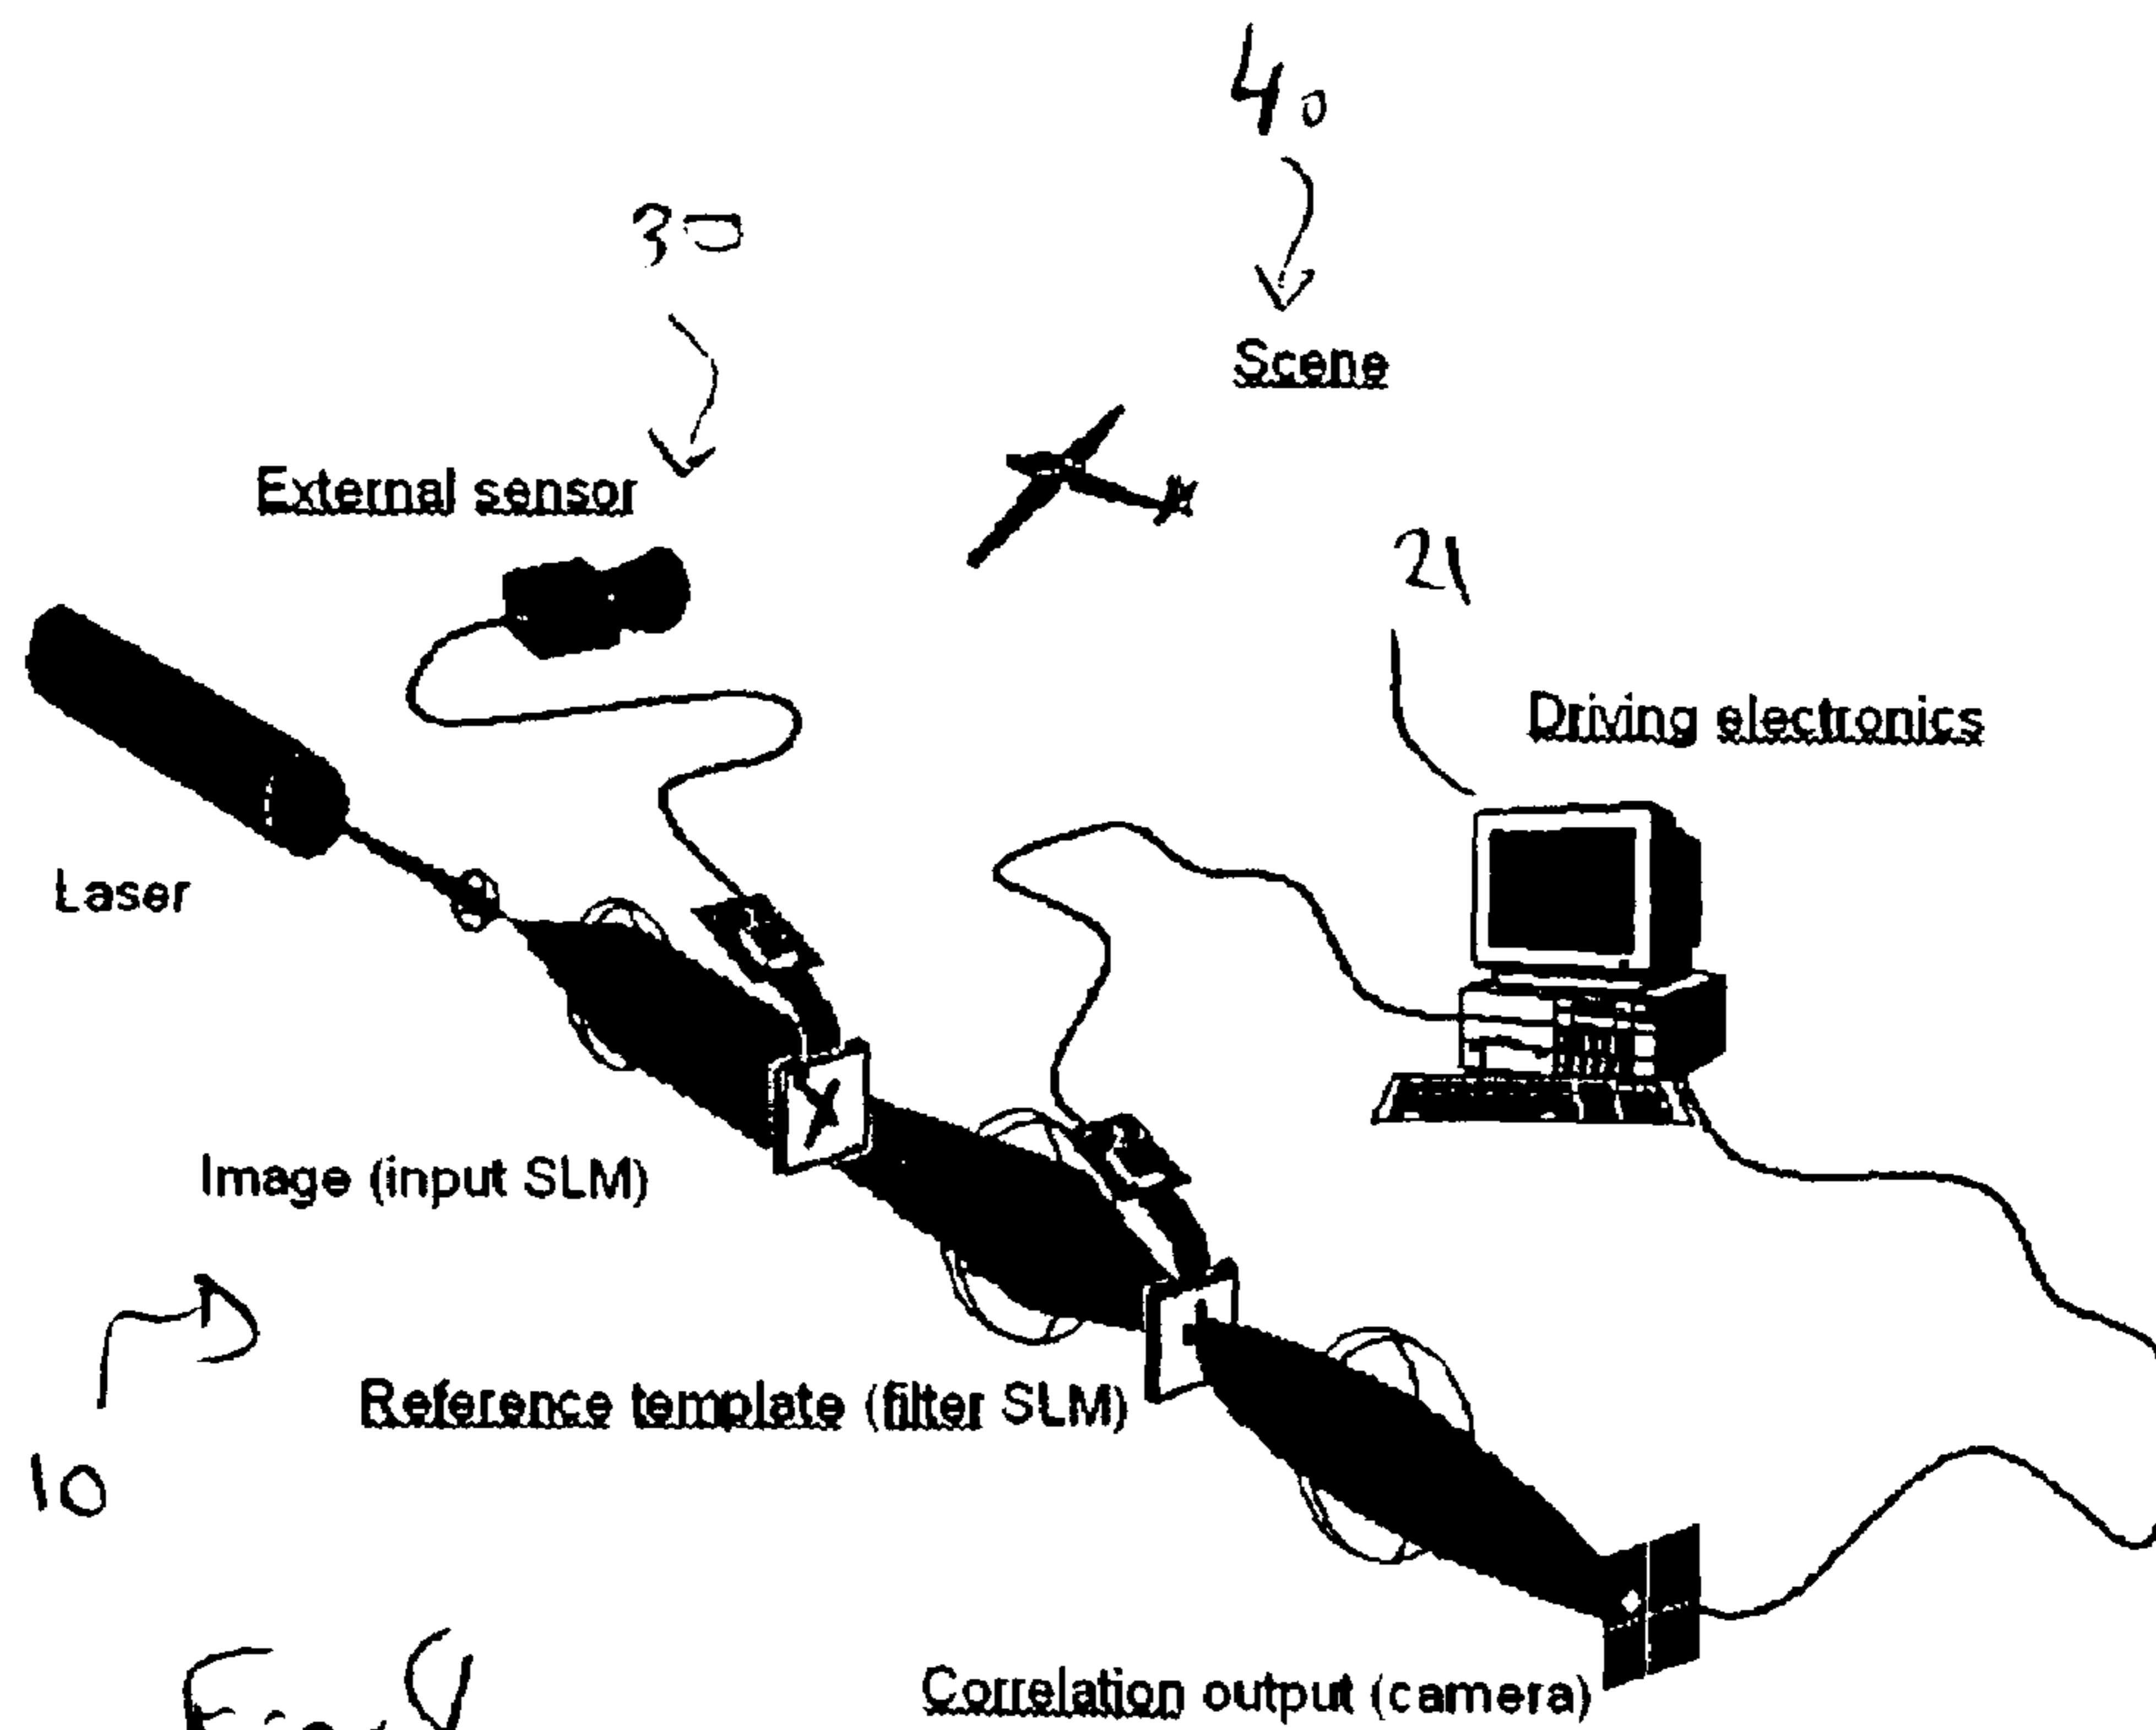 40
30
Scene
External sensor
21
Driving electronics
Laser
Image (input SLM)
Reference template (filter SLM)
10
Correlation output (camera)